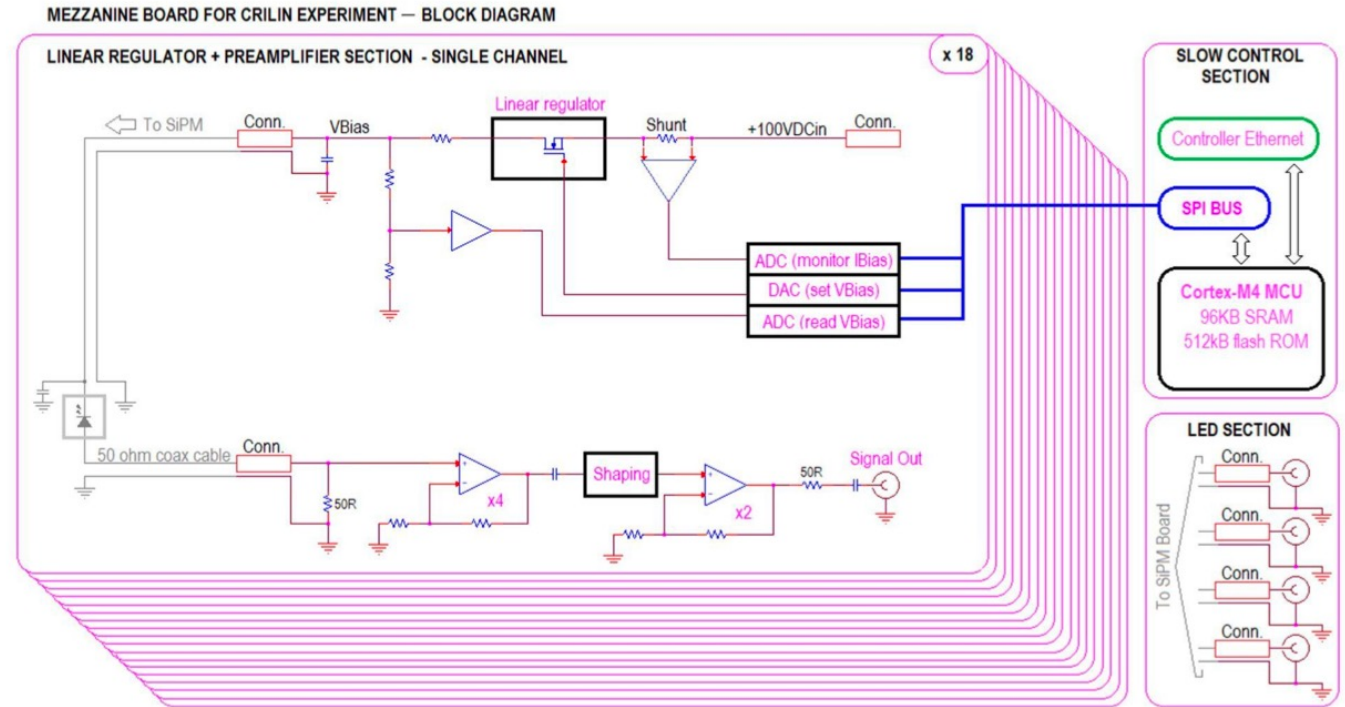 MEZZANINE BOARD FOR CRILIN EXPERIMENT — BLOCK DIAGRAM
LINEAR REGULATOR + PREAMPLIFIER SECTION - SINGLE CHANNEL
x 18
To SiPM
Conn.
VBias
Linear regulator
Shunt
+100VDCin
Conn.
ADC (monitor IBias)
DAC (set VBias)
ADC (read VBias)
50 ohm coax cable
Conn.
50R
+
-
x4
Shaping
+
-
x2
50R
Signal Out
SLOW CONTROL
SECTION
Controller Ethernet
SPI BUS
Cortex-M4 MCU
96KB SRAM
512kB flash ROM
LED SECTION
To SiPM Board
Conn.
Conn.
Conn.
Conn.